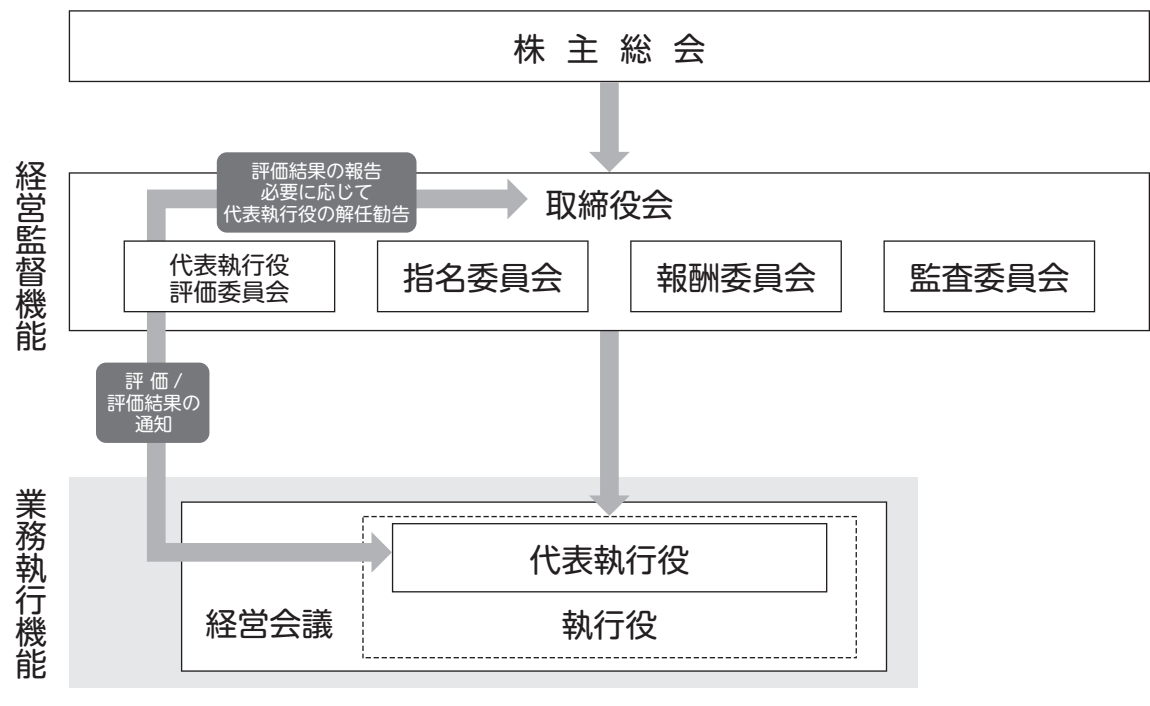 株主総会
経営監督機能
評価結果の報告
必要に応じて
代表執行役の解任勧告
取締役会
代表執行役
評価委員会
指名委員会
報酬委員会
監査委員会
評 価 /
評価結果の
通知
業務執行機能
代表執行役
経営会議
執行役